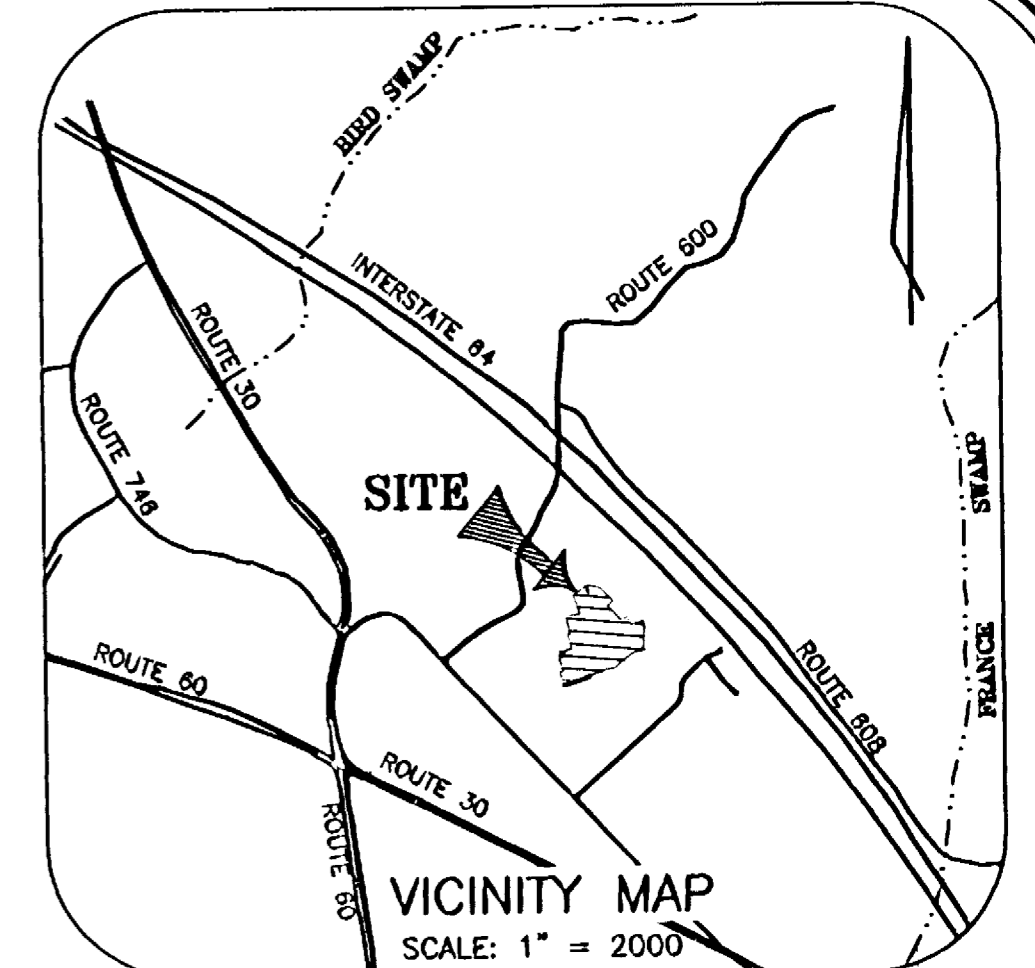 BIRD SWAMP
ROUTE 600
INTERSTATE 64
ROUTE 30
ROUTE 746
SITE
SWAMP
FRANCE
ROUTE 60
ROUTE 608
ROUTE 30
ROUTE 60
VICINITY MAP
SCALE: 1" = 2000